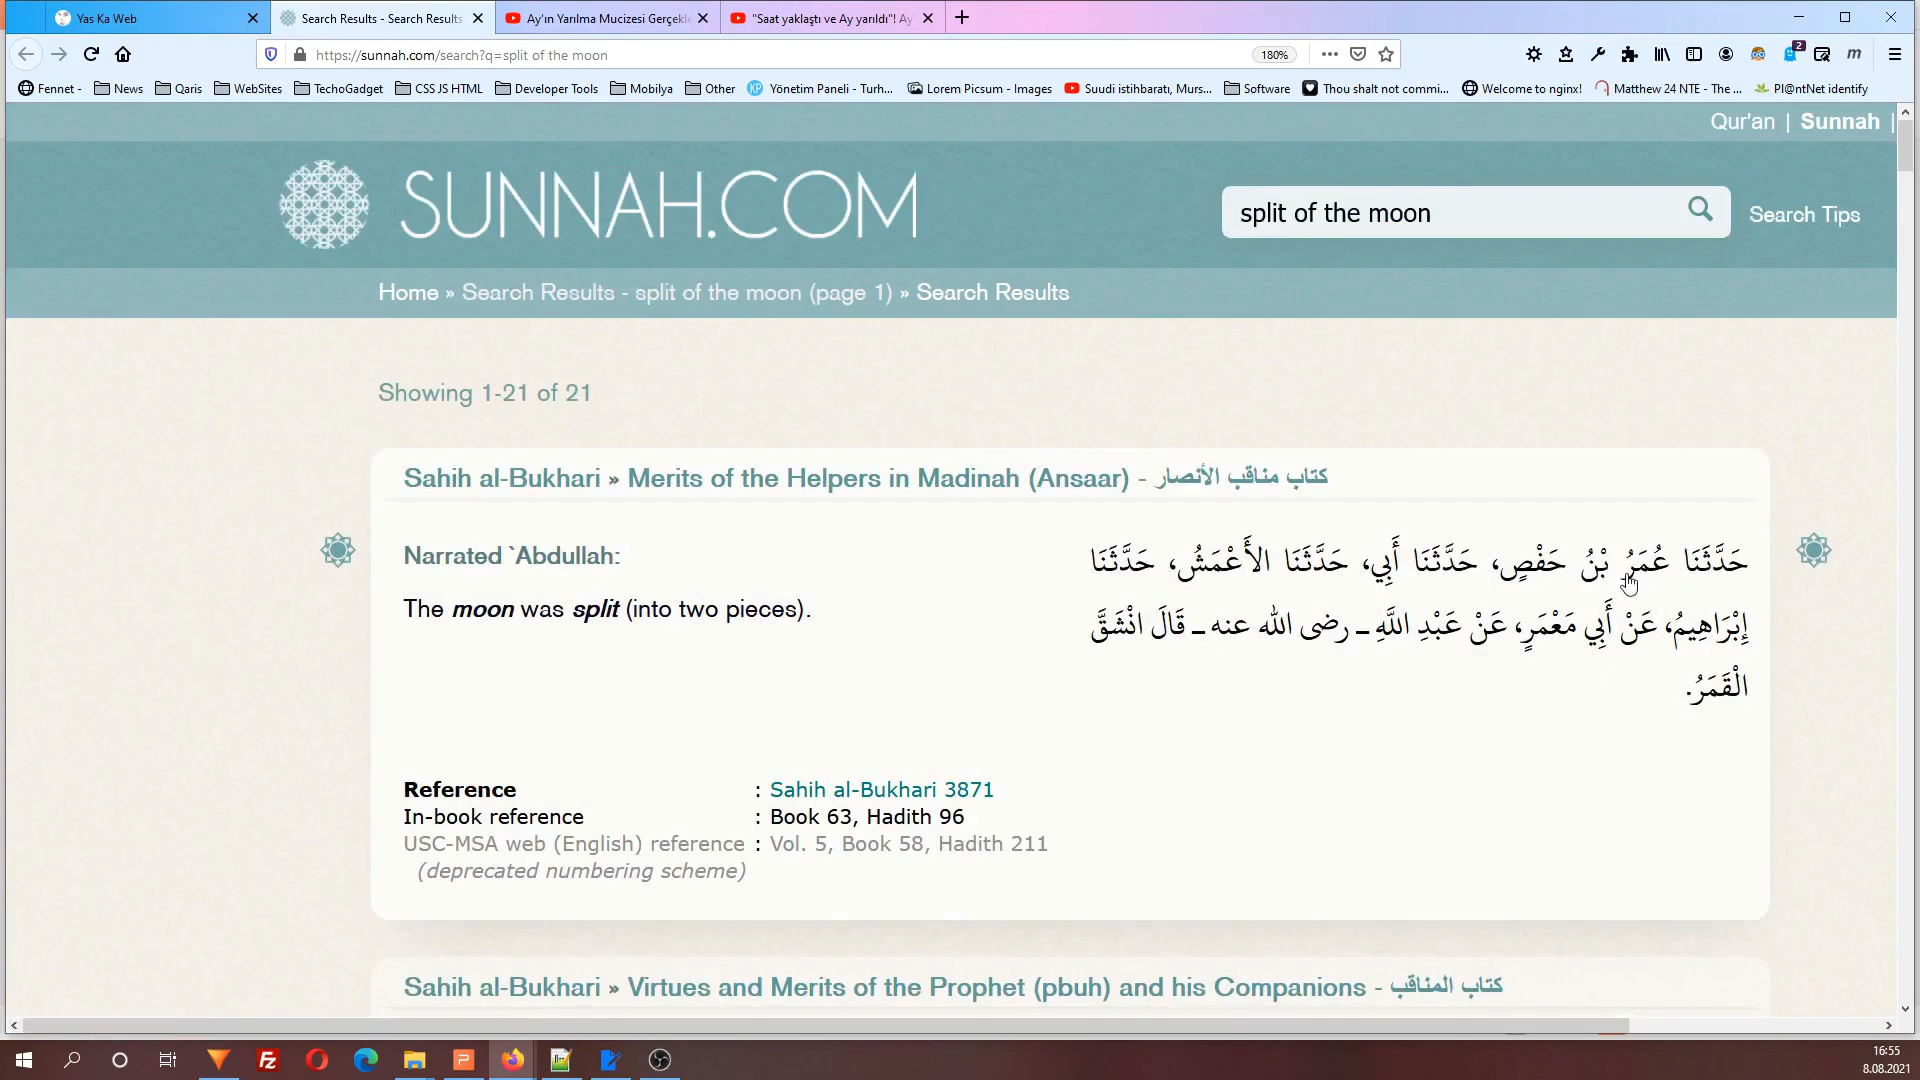 Yas Ka Web
Search Results - Search Results
Ay'ın Yarılma Mucizesi Gerçekle
"Saat yaklaştı ve Ay yarıldı"! Ay'
https://sunnah.com/search?q=split of the moon
180%
2
Fennet -
News
Qaris
WebSites
TechoGadget
CSS JS HTML
Developer Tools
Mobilya
Other
KP
Yönetim Paneli - Turh...
Lorem Picsum - Images
Suudi istihbaratı, Murs...
Software
Thou shalt not commi...
Welcome to nginx!
Matthew 24 NTE - The ...
Pl@ntNet identify
Qur'an | Sunnah |
SUNNAH.COM
split of the moon
Search Tips
Home » Search Results - split of the moon (page 1) » Search Results
Showing 1-21 of 21
Sahih al-Bukhari » Merits of the Helpers in Madinah (Ansaar) - كتاب مناقب الأنصار
Narrated `Abdullah:
The moon was split (into two pieces).
حَدَّثَنَا عُمَرُ بْنُ حَفْصٍ، حَدَّثَنَا أَبِي، حَدَّثَنَا الأَعْمَشُ، حَدَّثَنَا
إِبْرَاهِيمُ، عَنْ أَبِي مَعْمَرٍ، عَنْ عَبْدِ اللَّهِ ـ رضى الله عنه ـ قَالَ انْشَقَّ
الْقَمَرُ.
Reference : Sahih al-Bukhari 3871
In-book reference : Book 63, Hadith 96
USC-MSA web (English) reference : Vol. 5, Book 58, Hadith 211
(deprecated numbering scheme)
Sahih al-Bukhari » Virtues and Merits of the Prophet (pbuh) and his Companions - كتاب المناقب
16:55
8.08.2021